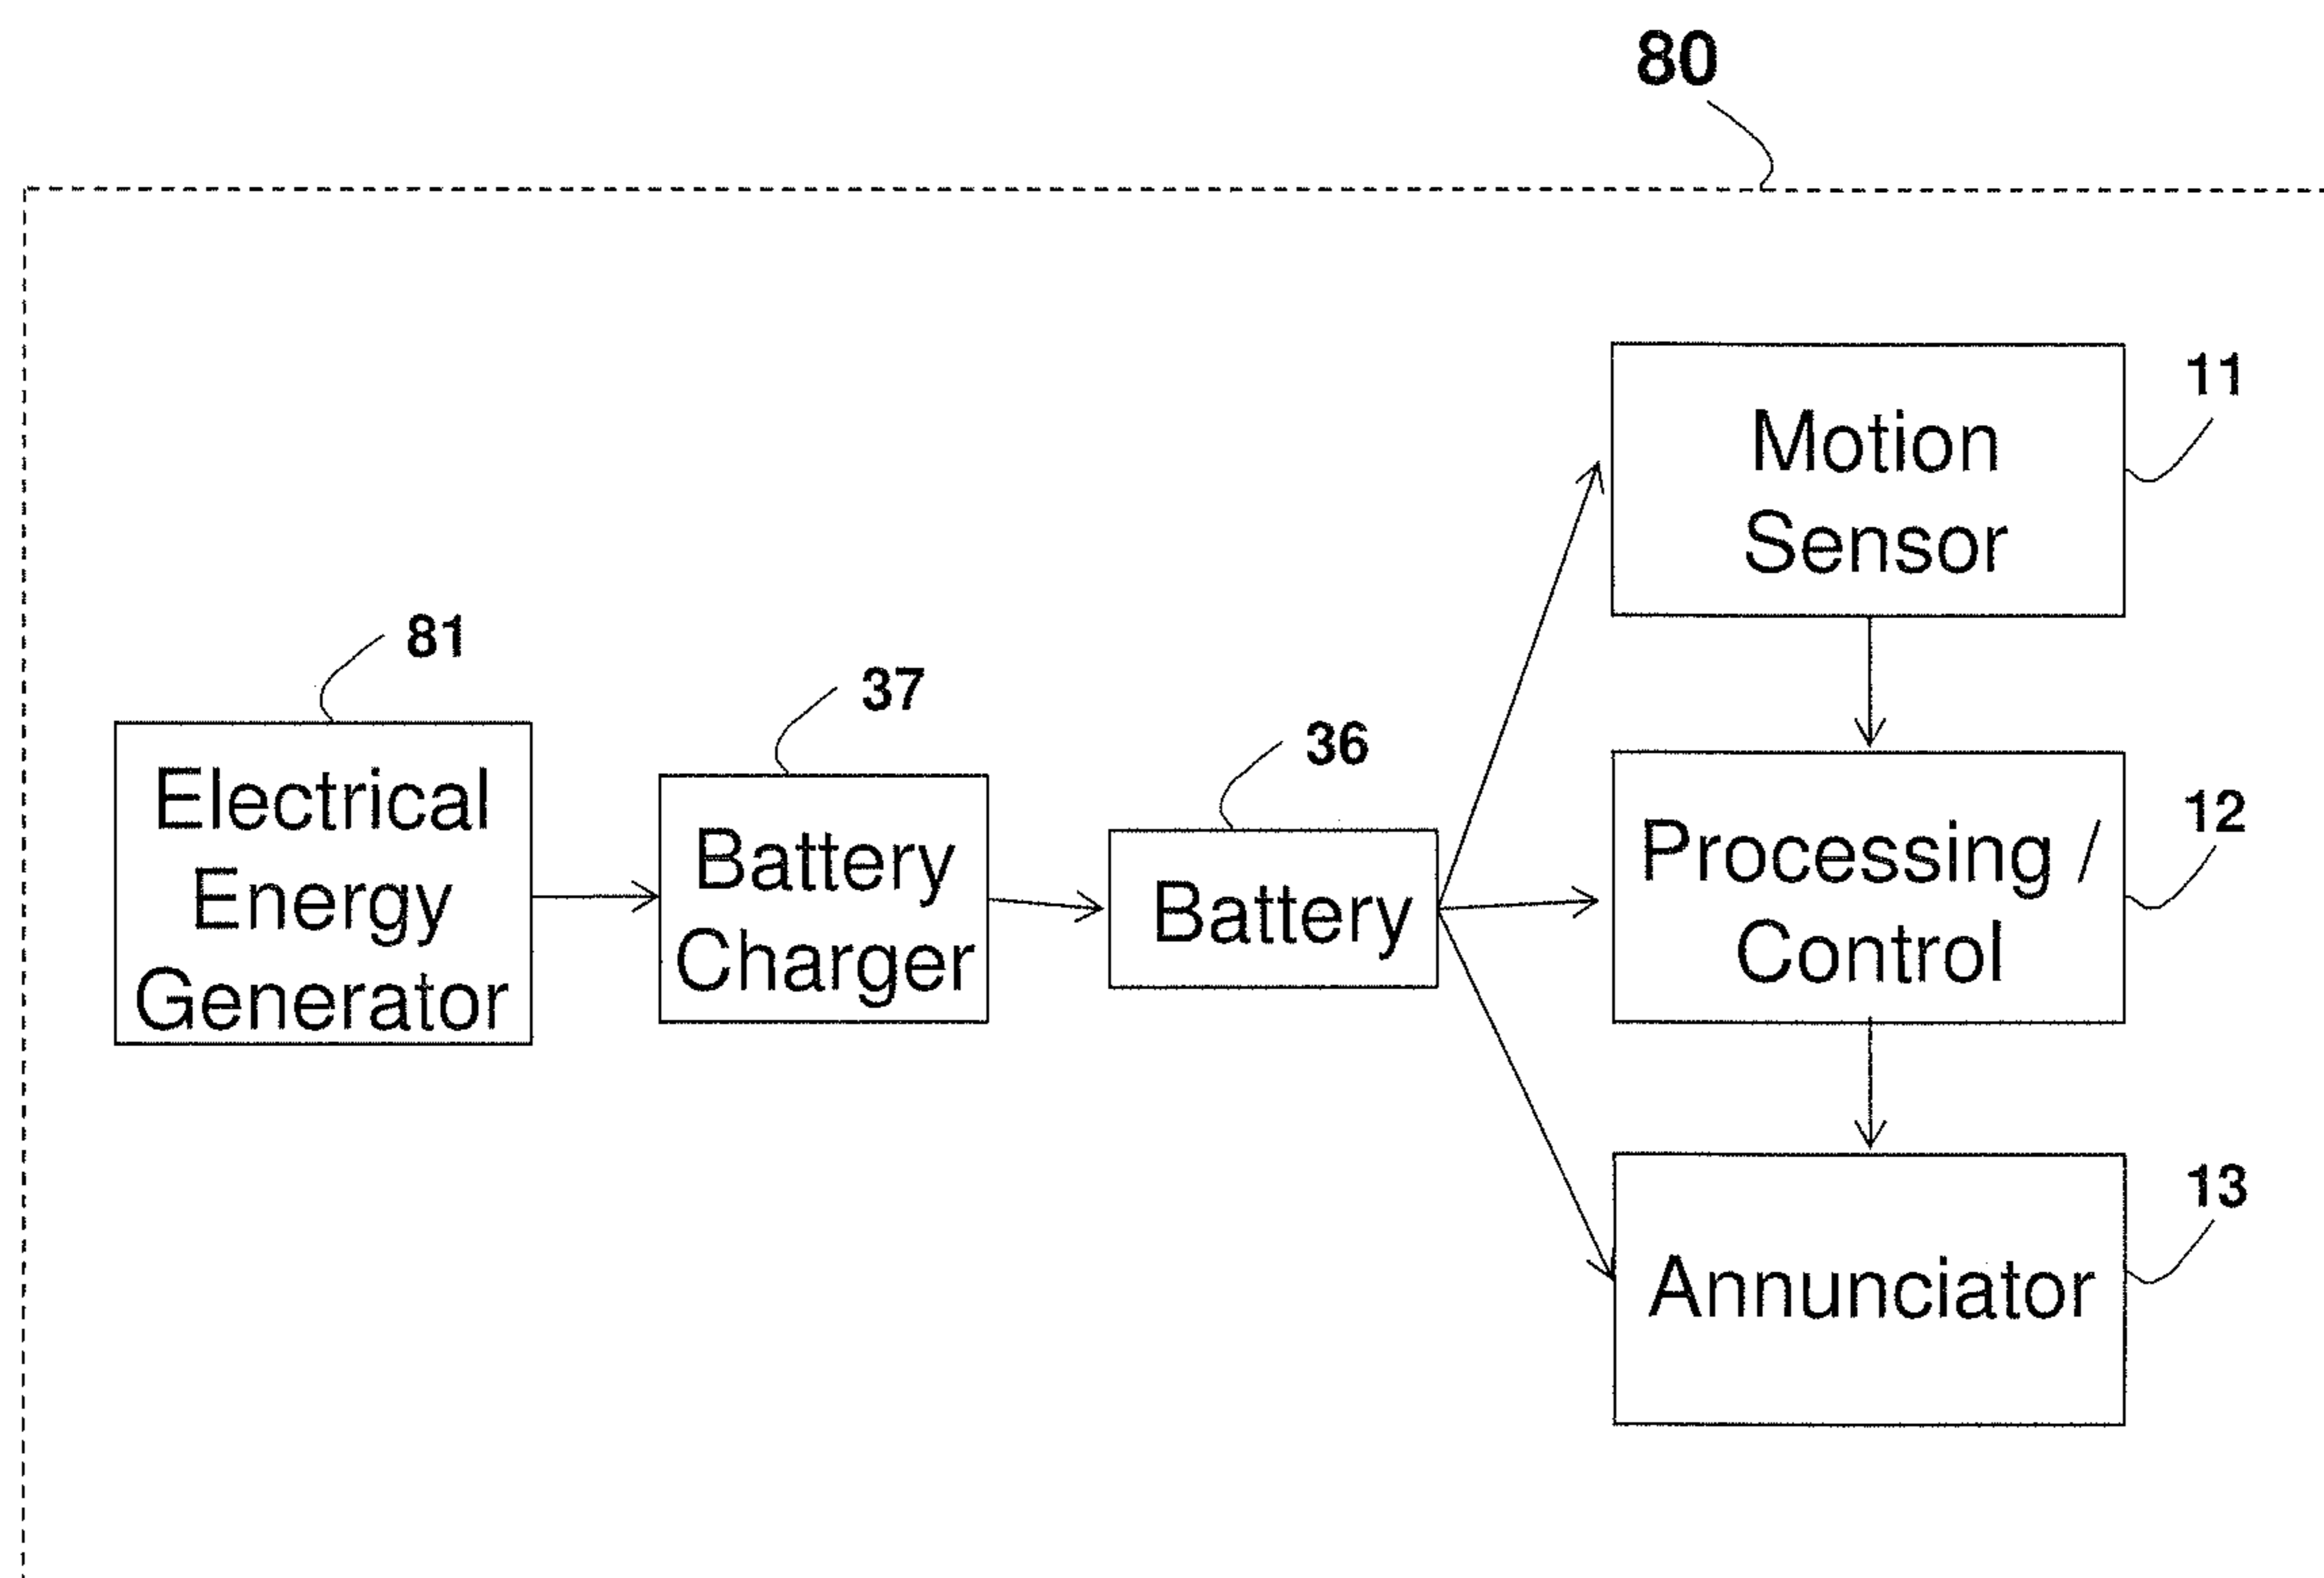 80
Motion
Sensor
11
81
Electrical
Energy
Generator
37
Battery
Charger
36
Battery
Processing /
Control
12
Annunciator
13